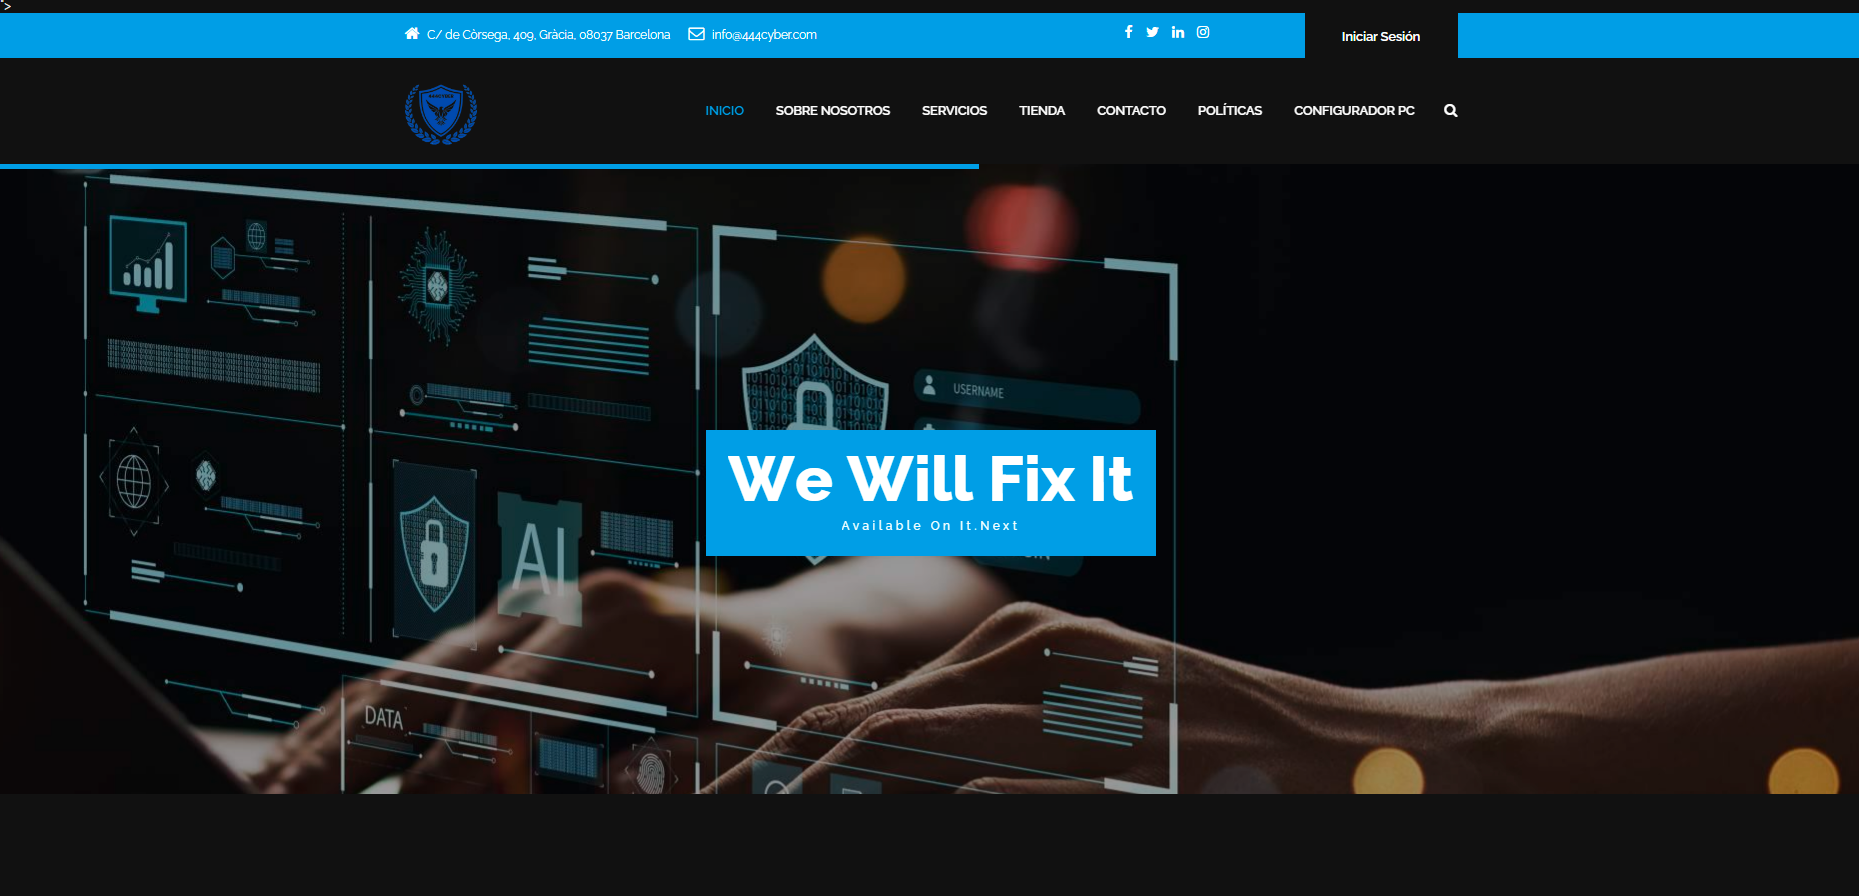 ">
C/ de Còrsega, 409, Gràcia, 08037 Barcelona
info@444cyber.com
Iniciar Sesión
INICIO
SOBRE NOSOTROS
SERVICIOS
TIENDA
CONTACTO
POLÍTICAS
CONFIGURADOR PC
USERNAME
We Will Fix It
Available On It.Next
AI
DATA